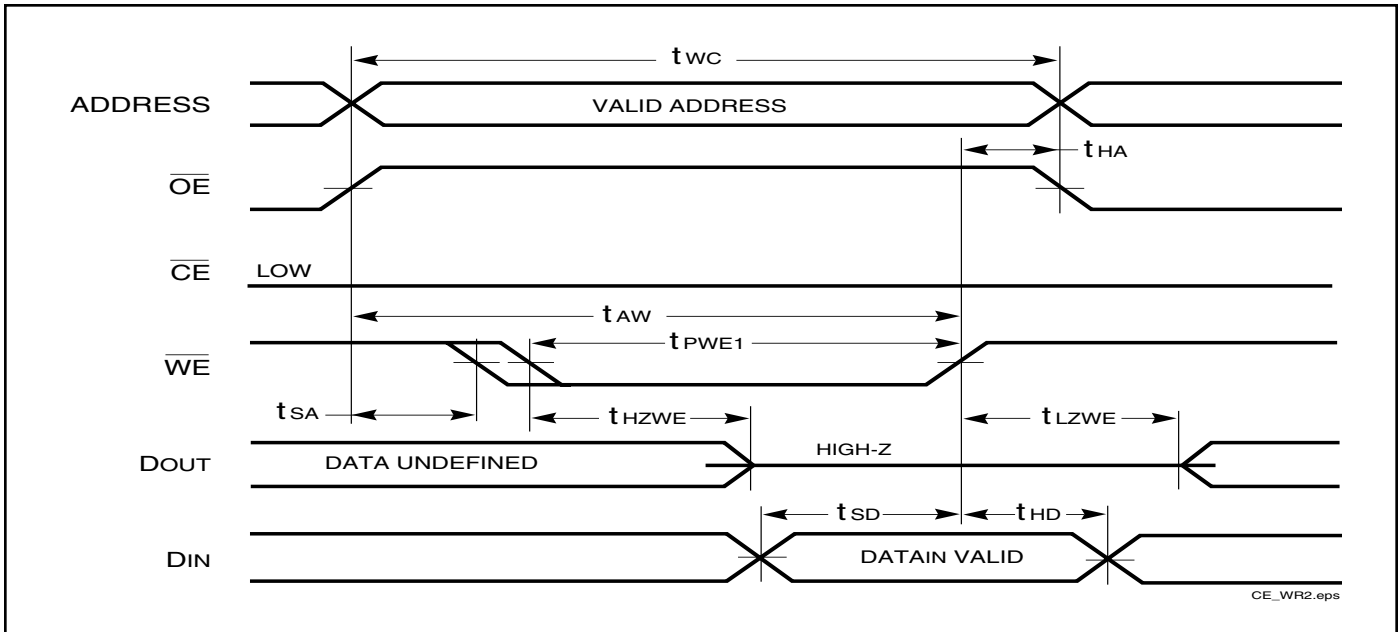 tWC
ADDRESS VALID ADDRESS
tHA
OE
CE LOW
tAW
WE tPWE1
tSA tHZWE tLZWE
DOUT DATA UNDEFINED HIGH-Z
tSD tHD
DIN DATAIN VALID
CE_WR2.eps